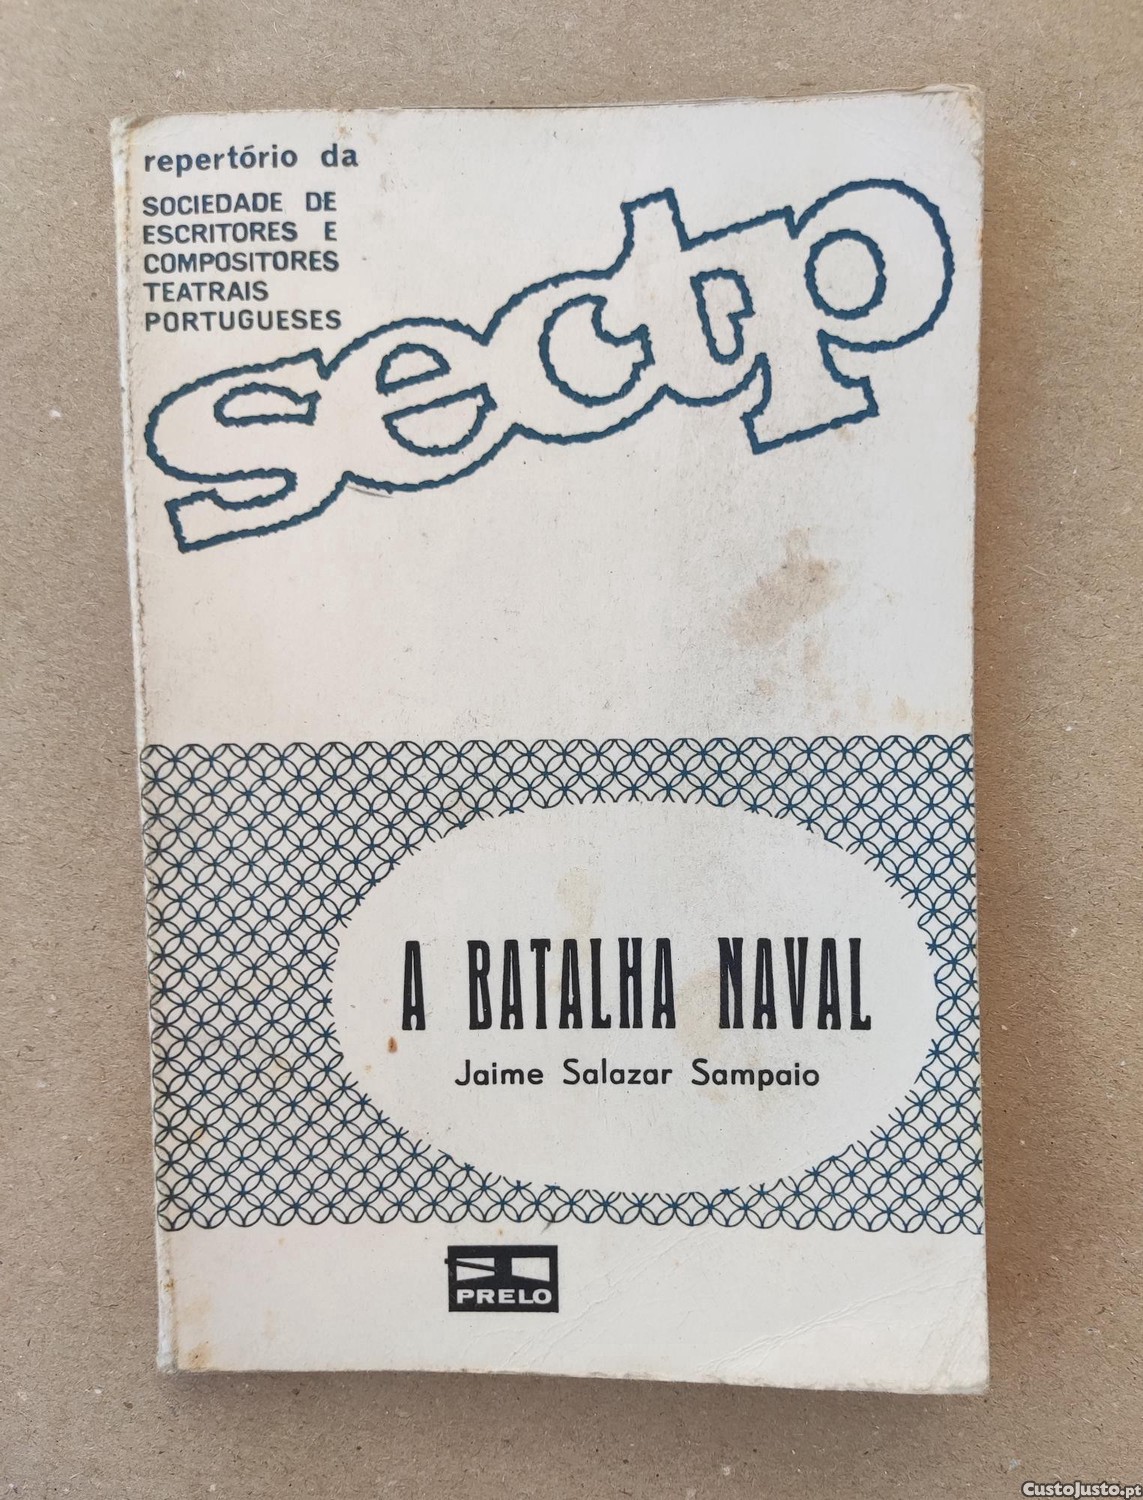 repertório da
SOCIEDADE DE
ESCRITORES E
COMPOSITORES
TEATRAIS
PORTUGUESES
sectp
A BATALHA NAVAL
Jaime Salazar Sampaio
PRELO
CustoJusto.pt